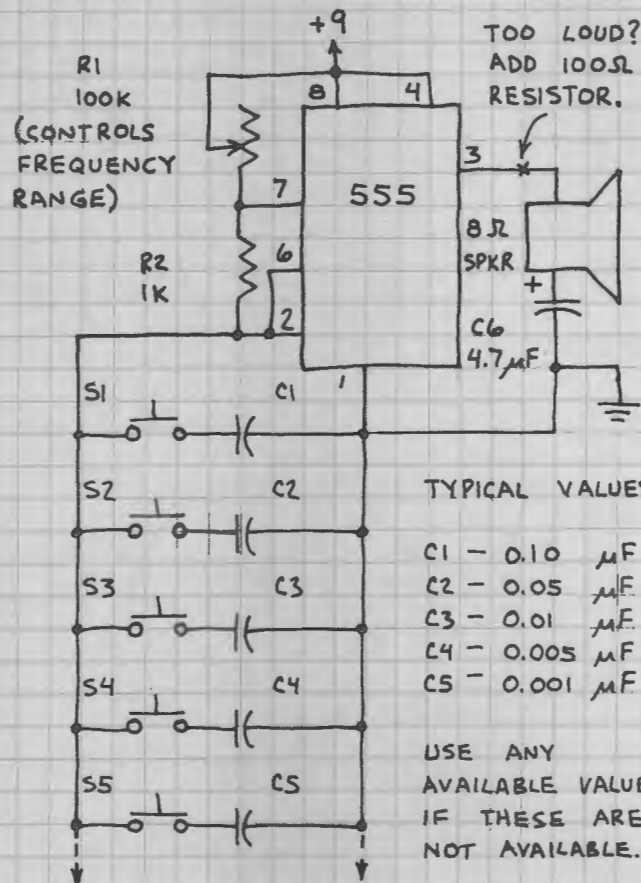 +9
TOO LOUD?
ADD 100Ω
RESISTOR.
R1
100K
(CONTROLS
FREQUENCY
RANGE)
8
4
3
7
555
8Ω
SPKR
6
R2
1K
+
2
C6
4.7μF
1
S1
C1
S2
C2
TYPICAL VALUE
C1 - 0.10 μF
C2 - 0.05 μF
S3
C3
C3 - 0.01 μF
C4 - 0.005 μF
C5 - 0.001 μF
S4
C4
USE ANY
AVAILABLE VALUE
IF THESE ARE
NOT AVAILABLE.
S5
C5